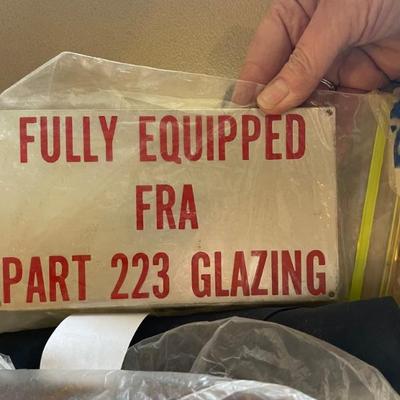 FULLY EQUIPPED
FRA
PART 223 GLAZING